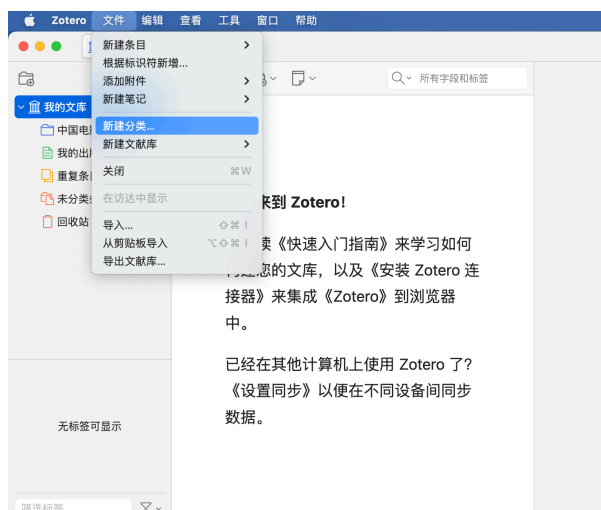 Zotero 文件 编辑 查看 工具 窗口 帮助
新建条目
根据标识符新增...
添加附件
新建笔记
所有字段和标签
我的文库
新建分类...
中国电
新建文献库
我的出
关闭 ⌘W
重复条
在访达中显示
未分类
导入... ⇧⌘I
回收站
从剪贴板导入 ⌥⇧⌘I
导出文献库...
来到 Zotero!
读《快速入门指南》来学习如何
您的文库，以及《安装 Zotero 连
接器》来集成《Zotero》到浏览器
中。
已经在其他计算机上使用 Zotero 了?
《设置同步》以便在不同设备间同步
数据。
无标签可显示
筛选标签